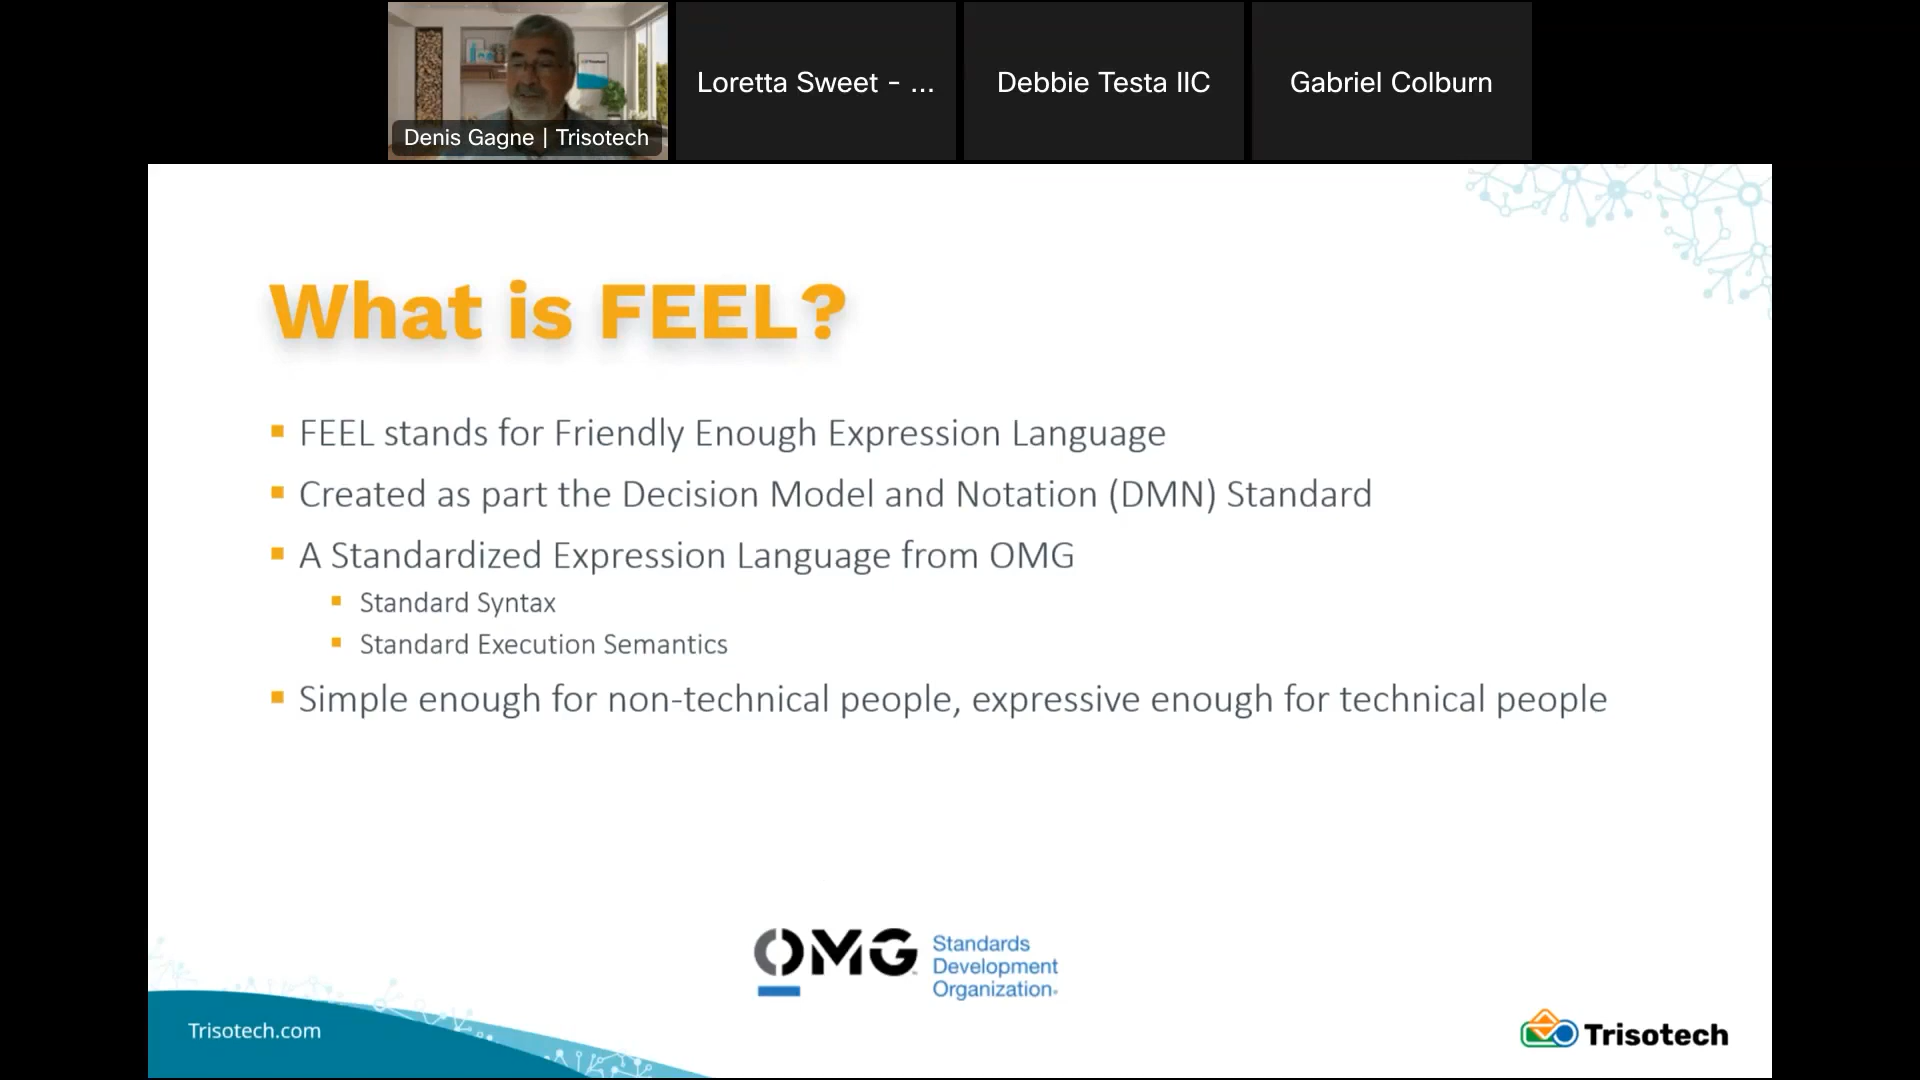 Denis Gagne | Trisotech
Loretta Sweet - ...
Debbie Testa IIC
Gabriel Colburn
What is FEEL?
FEEL stands for Friendly Enough Expression Language
Created as part the Decision Model and Notation (DMN) Standard
A Standardized Expression Language from OMG
Standard Syntax
Standard Execution Semantics
Simple enough for non-technical people, expressive enough for technical people
OMG
Standards
Development
Organization
Trisotech.com
Trisotech